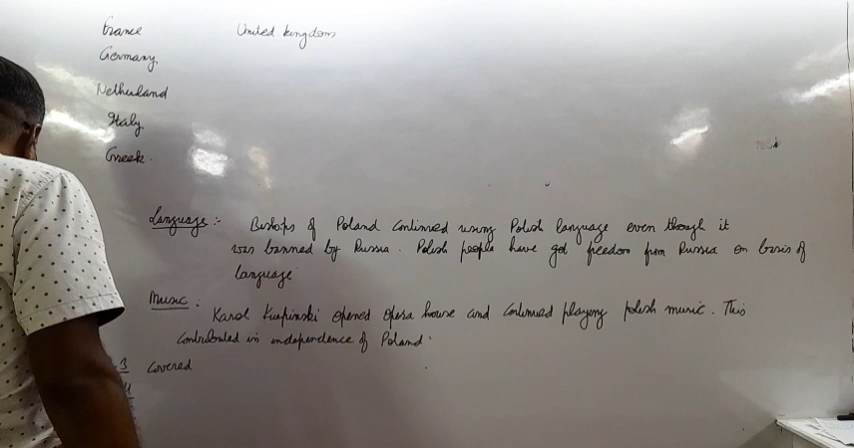 France United kingdom
Germany
Netherland
Italy
Greek.
Language :- Bishops of Poland continued using Polish language even though it
was banned by Russia. Polish people have got freedom from Russia on basis of
language
Music : Karol Kurpinski opened opera house and continued playing polish music. This
contributed in independence of Poland.
3 Covered
4